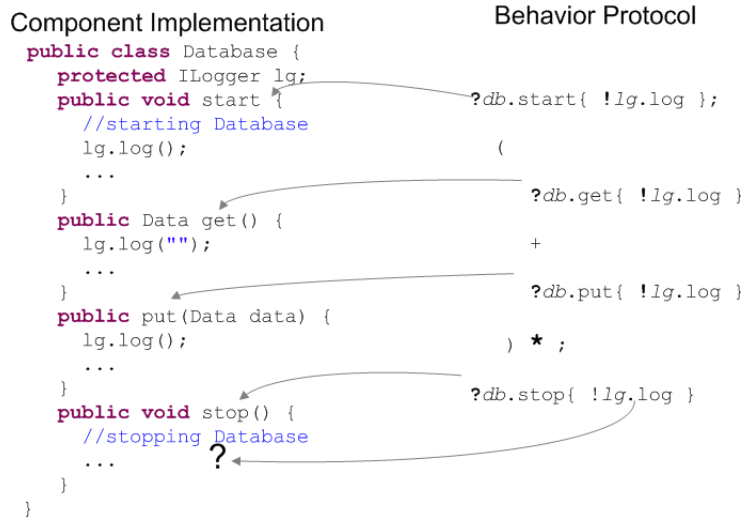 Component Implementation
public class Database {
protected ILogger lg;
public void start {
//starting Database
lg.log();
...
}
public Data get() {
lg.log("");
...
}
public put(Data data) {
lg.log();
...
}
public void stop() {
//stopping Database
... ?
}
}
Behavior Protocol
?db.start{ !lg.log };
(
?db.get{ !lg.log }
+
?db.put{ !lg.log }
) * ;
?db.stop{ !lg.log }